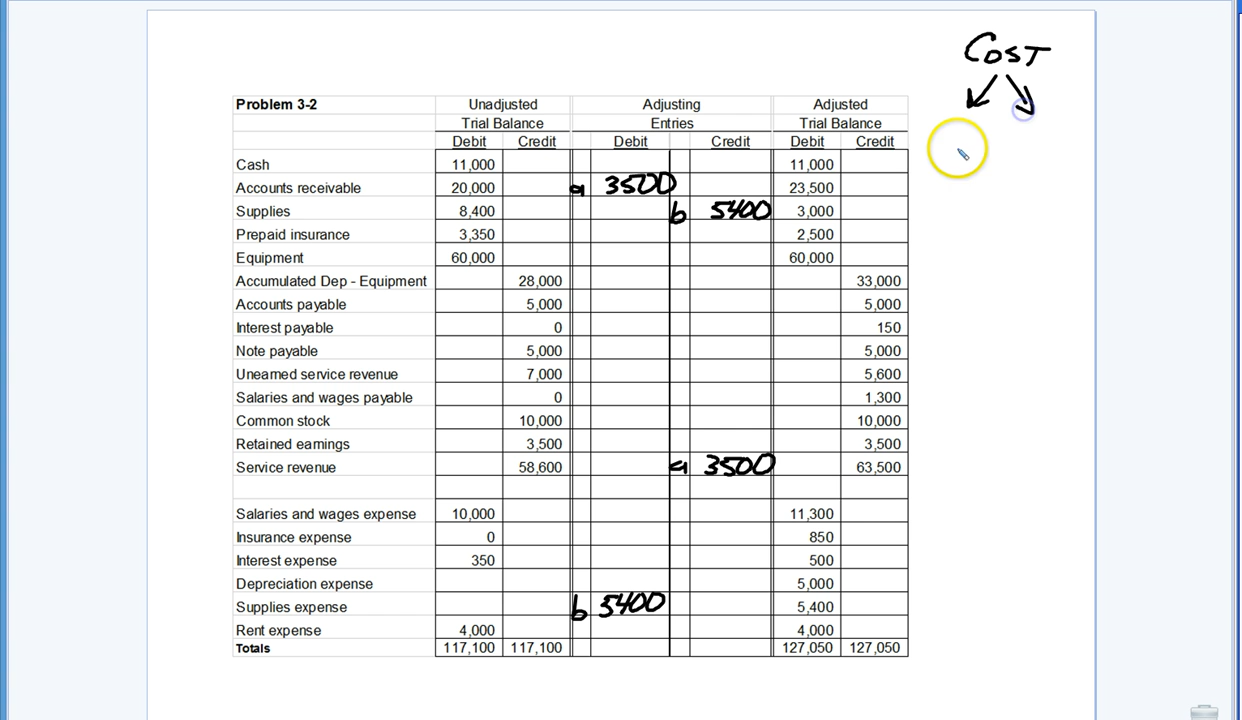 COST
Problem 3-2 Unadjusted Adjusting Adjusted
Trial Balance Entries Trial Balance
Debit Credit Debit Credit Debit Credit
Cash 11,000 11,000
Accounts receivable 20,000 a 3500 23,500
Supplies 8,400 b 5400 3,000
Prepaid insurance 3,350 2,500
Equipment 60,000 60,000
Accumulated Dep - Equipment 28,000 33,000
Accounts payable 5,000 5,000
Interest payable 0 150
Note payable 5,000 5,000
Unearned service revenue 7,000 5,600
Salaries and wages payable 0 1,300
Common stock 10,000 10,000
Retained earnings 3,500 3,500
Service revenue 58,600 a 3500 63,500
Salaries and wages expense 10,000 11,300
Insurance expense 0 850
Interest expense 350 500
Depreciation expense 5,000
Supplies expense b 5400 5,400
Rent expense 4,000 4,000
Totals 117,100 117,100 127,050 127,050